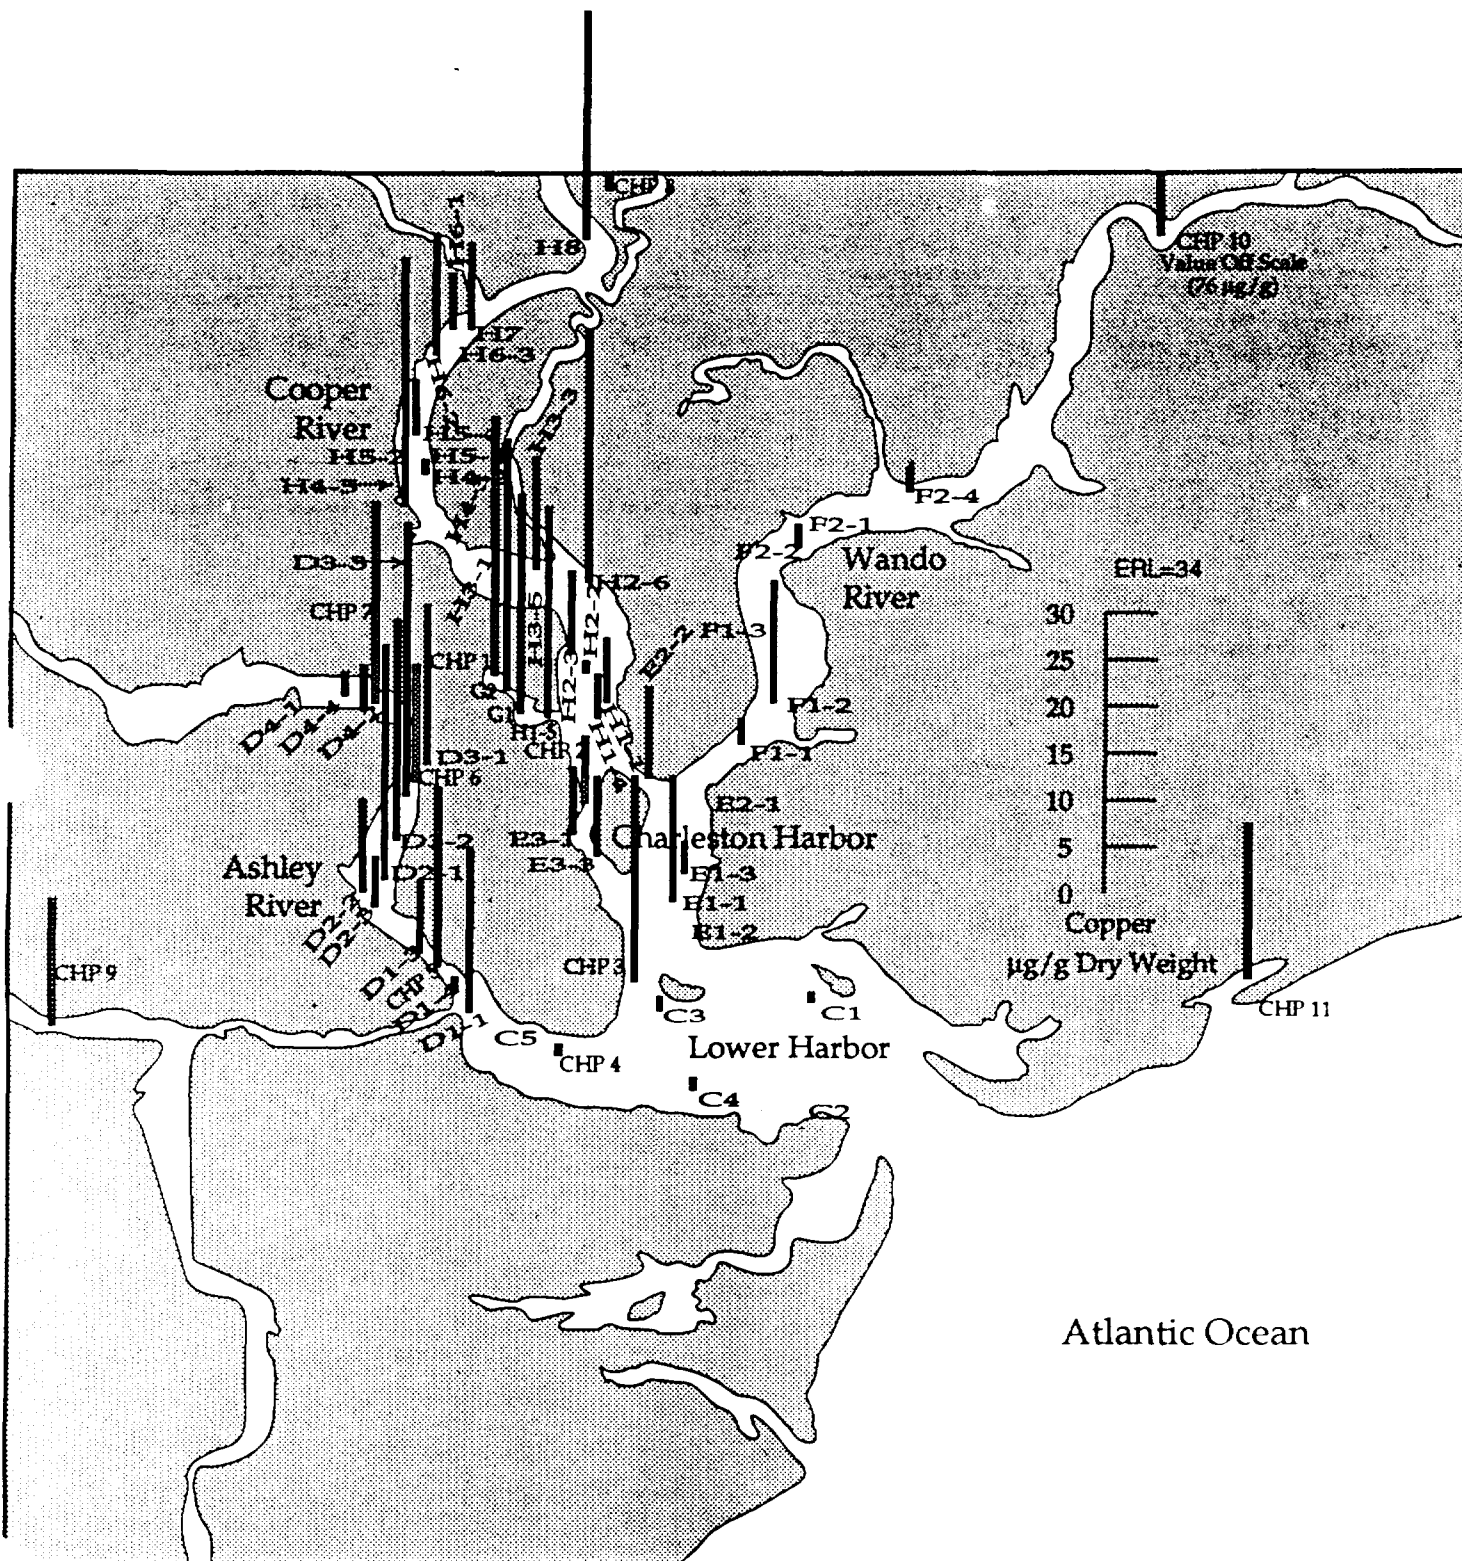 CHP 8
H6-1
H8
CHP 10
Value Off Scale
(76 µg/g)
H7
H6-3
Cooper
River
H3-3
H5-2
H4-3
F2-4
F2-1
F2-2
Wando
River
D3-3
ERL=34
H2-6
H2-2
H3-1
H3-5
30
25
20
15
10
5
0
Copper
µg/g Dry Weight
CHP 7
F1-3
E2-2
CHP 1
G2
H2-3
G1
F1-2
H1-5
D4-1
D4-4
CHP 2
H1-4
F1-1
D3-1
CHP 6
E2-1
D3-2
E3-1
Charleston Harbor
E3-3
Ashley
River
D2-1
E1-3
E1-1
D2-2
E1-2
CHP 9
D1-3
CHP 3
CHP 11
C3
C1
D1-1
C5
CHP 4
Lower Harbor
C4
C2
Atlantic Ocean